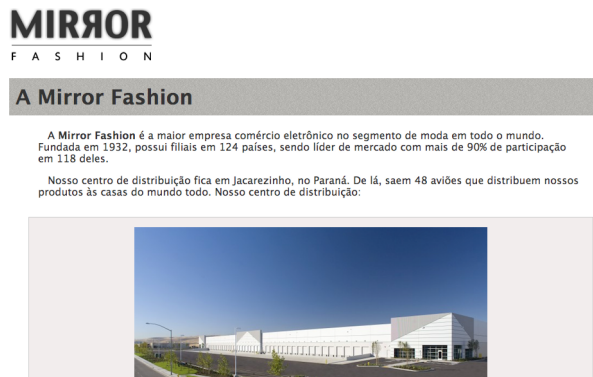 MIRROR
FASHION
A Mirror Fashion
A Mirror Fashion é a maior empresa comércio eletrônico no segmento de moda em todo o mundo.
Fundada em 1932, possui filiais em 124 países, sendo líder de mercado com mais de 90% de participação
em 118 deles.
Nosso centro de distribuição fica em Jacarezinho, no Paraná. De lá, saem 48 aviões que distribuem nossos
produtos às casas do mundo todo. Nosso centro de distribuição: